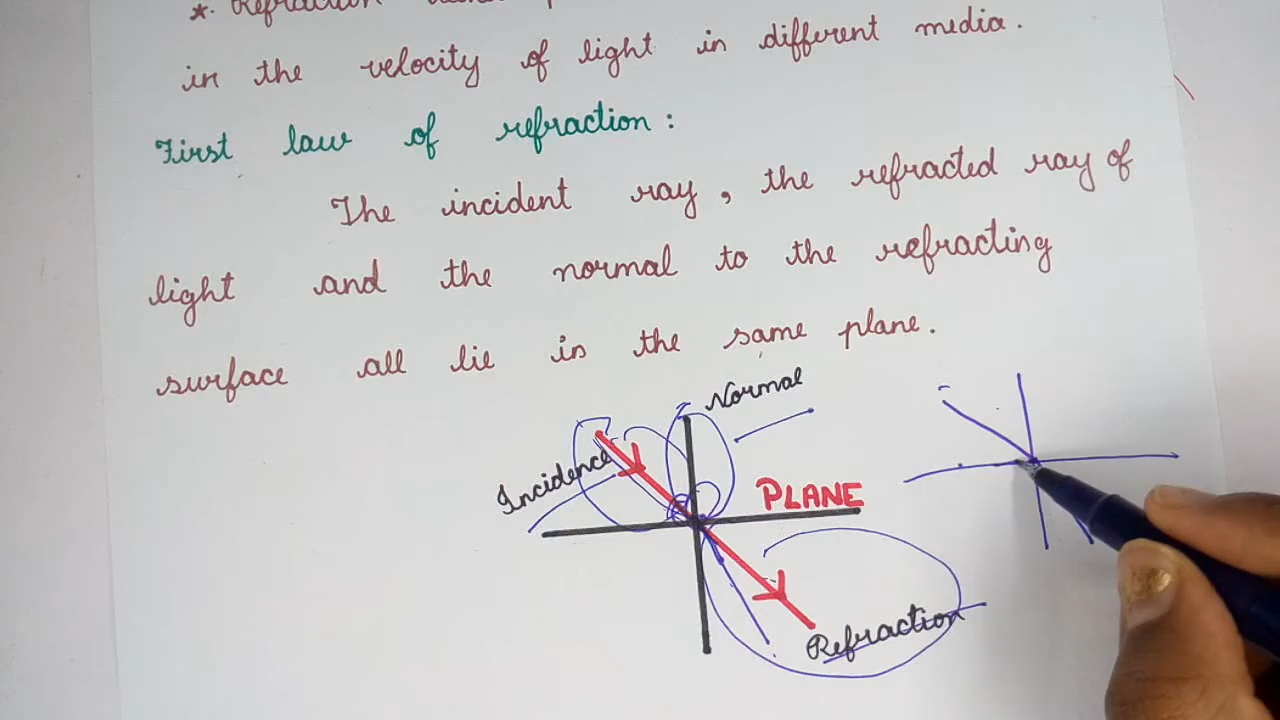 *. Refraction
in the velocity of light in different media.
First law of refraction:
The incident ray, the refracted ray of
light and the normal to the refracting
surface all lie in the same plane.
Normal
Incidence
PLANE
Refraction